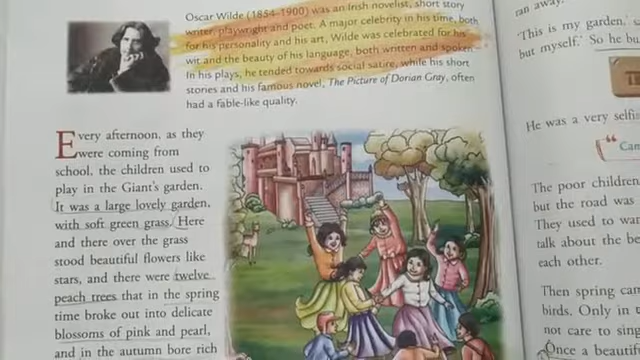 Oscar Wilde (1854–1900) was an Irish novelist, short story
writer, playwright and poet. A major celebrity in his time, both
for his personality and his art, Wilde was celebrated for his
wit and the beauty of his language, both written and spoken.
In his plays, he tended towards social satire, while his short
stories and his famous novel, The Picture of Dorian Gray, often
had a fable-like quality.
Every afternoon, as they
were coming from
school, the children used to
play in the Giant's garden.
It was a large lovely garden,
with soft green grass. Here
and there over the grass
stood beautiful flowers like
stars, and there were twelve
peach trees that in the spring
time broke out into delicate
blossoms of pink and pearl,
and in the autumn bore rich
ran away.
'This is my garden,'
but myself.' So he bu
He was a very selfis
The poor children
but the road was
They used to wan
talk about the be
each other.
Then spring cam
birds. Only in t
not care to sing
Once a beautif